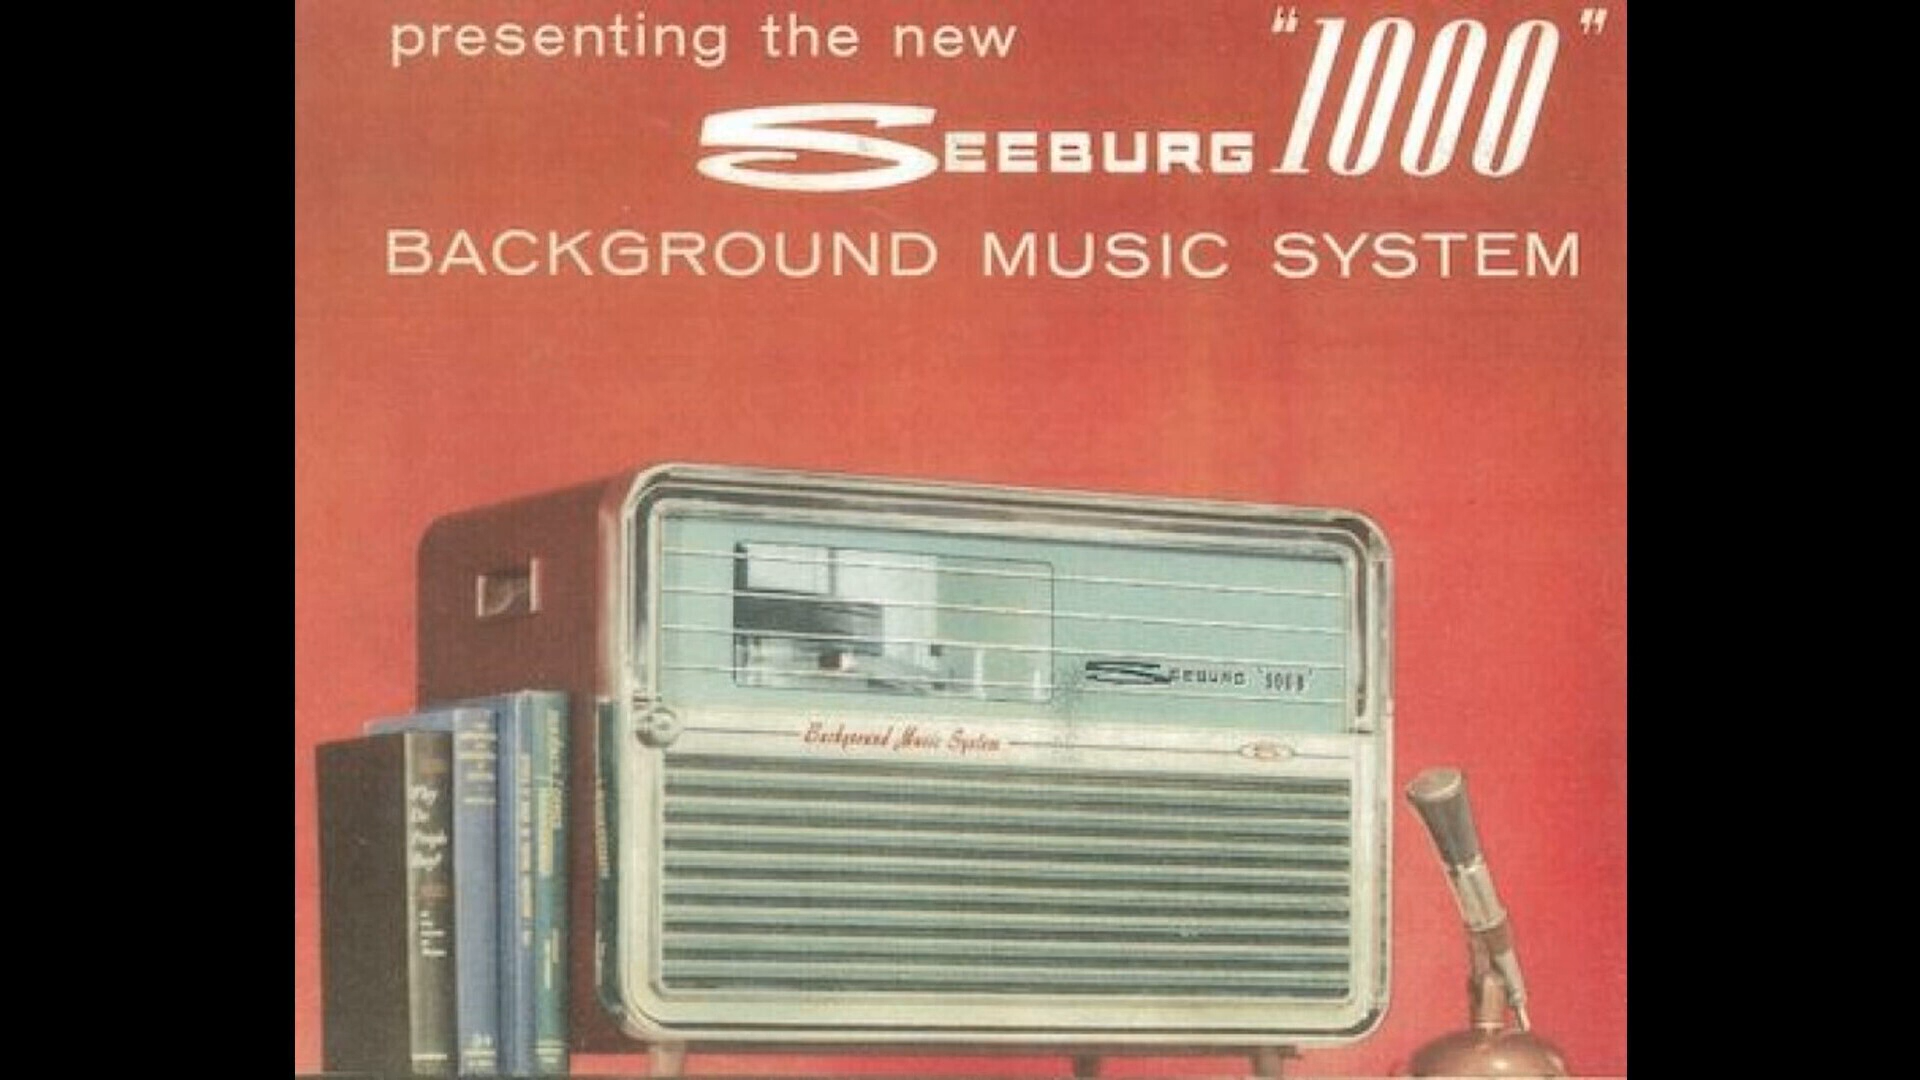 presenting the new
SEEBURG "1000"
BACKGROUND MUSIC SYSTEM
SEEBURG
Background Music System